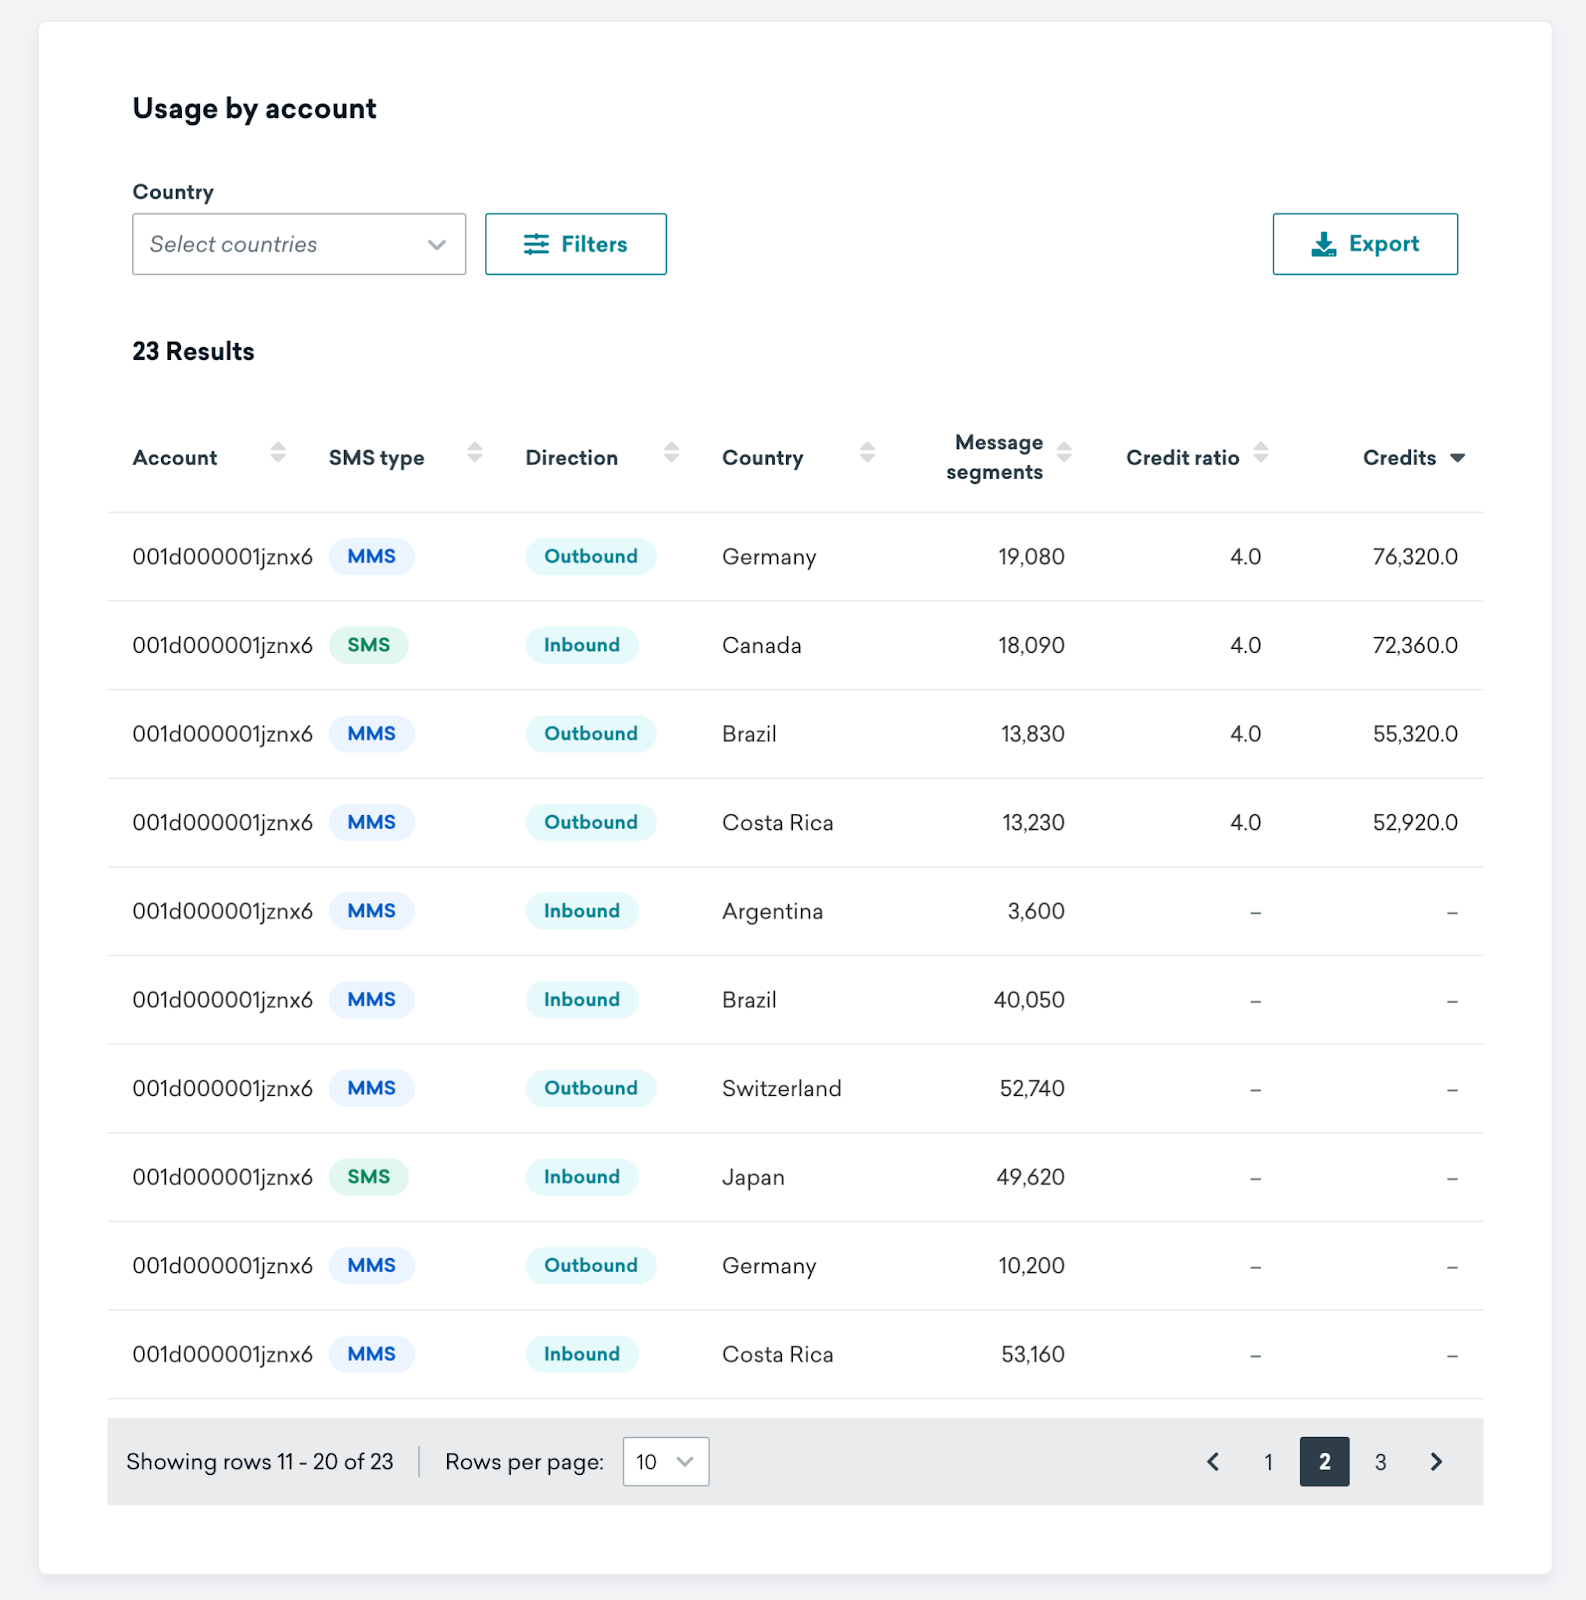 Usage by account
Country
Select countries
Filters
Export
23 Results
Account SMS type Direction Country Message segments Credit ratio Credits
001d000001jznx6 MMS Outbound Germany 19,080 4.0 76,320.0
001d000001jznx6 SMS Inbound Canada 18,090 4.0 72,360.0
001d000001jznx6 MMS Outbound Brazil 13,830 4.0 55,320.0
001d000001jznx6 MMS Outbound Costa Rica 13,230 4.0 52,920.0
001d000001jznx6 MMS Inbound Argentina 3,600 – –
001d000001jznx6 MMS Inbound Brazil 40,050 – –
001d000001jznx6 MMS Outbound Switzerland 52,740 – –
001d000001jznx6 SMS Inbound Japan 49,620 – –
001d000001jznx6 MMS Outbound Germany 10,200 – –
001d000001jznx6 MMS Inbound Costa Rica 53,160 – –
Showing rows 11 - 20 of 23 Rows per page: 10 1 2 3